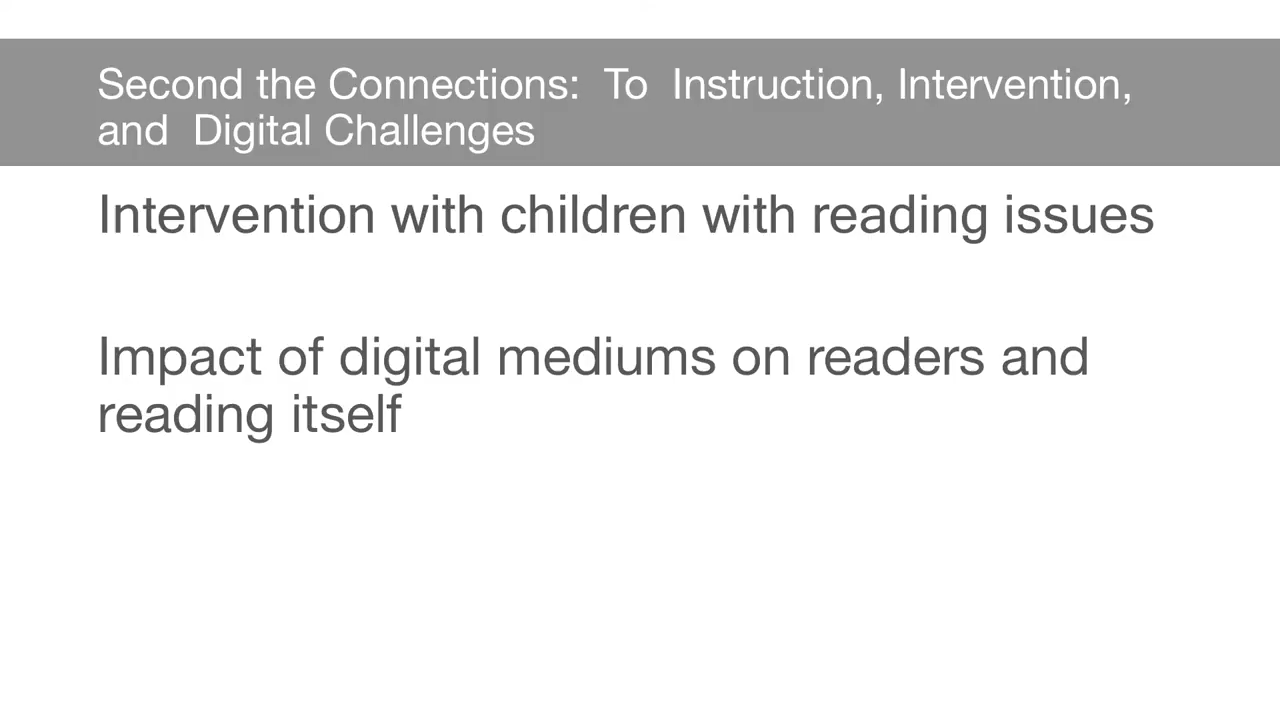 Second the Connections:  To  Instruction, Intervention,
and  Digital Challenges
Intervention with children with reading issues
Impact of digital mediums on readers and
reading itself